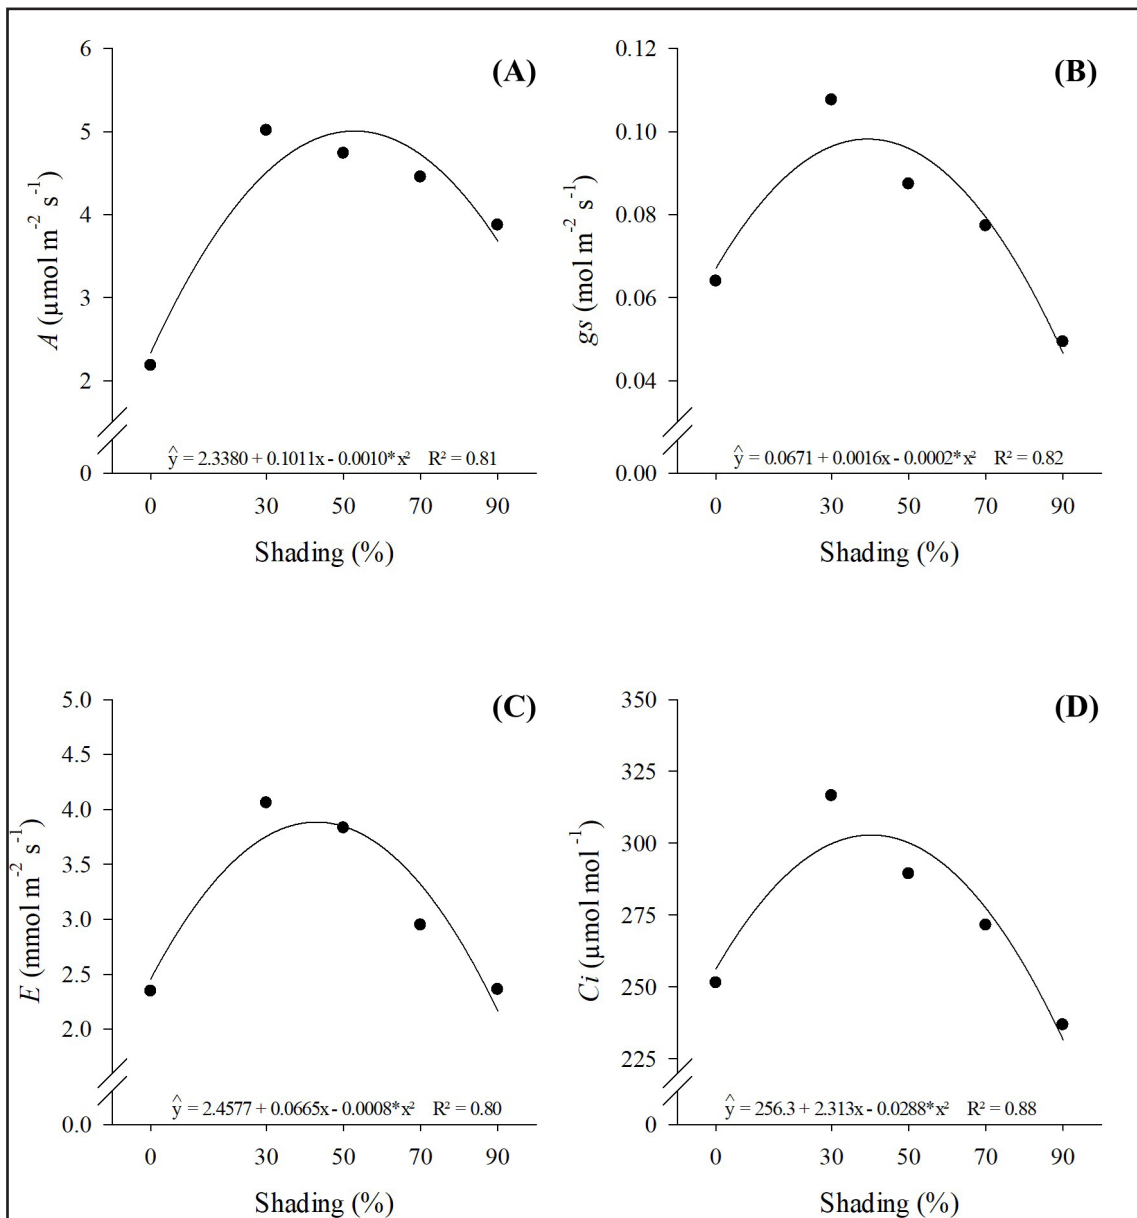 (A)
A (µmol m⁻² s⁻¹)
6
5
4
3
2
0
ŷ = 2.3380 + 0.1011x - 0.0010*x² R² = 0.81
0 30 50 70 90
Shading (%)
(B)
gs (mol m⁻² s⁻¹)
0.12
0.10
0.08
0.06
0.04
0.00
ŷ = 0.0671 + 0.0016x - 0.0002*x² R² = 0.82
0 30 50 70 90
Shading (%)
(C)
E (mmol m⁻² s⁻¹)
5.0
4.5
4.0
3.5
3.0
2.5
2.0
0.0
ŷ = 2.4577 + 0.0665x - 0.0008*x² R² = 0.80
0 30 50 70 90
Shading (%)
(D)
Ci (µmol mol⁻¹)
350
325
300
275
250
225
0
ŷ = 256.3 + 2.313x - 0.0288*x² R² = 0.88
0 30 50 70 90
Shading (%)